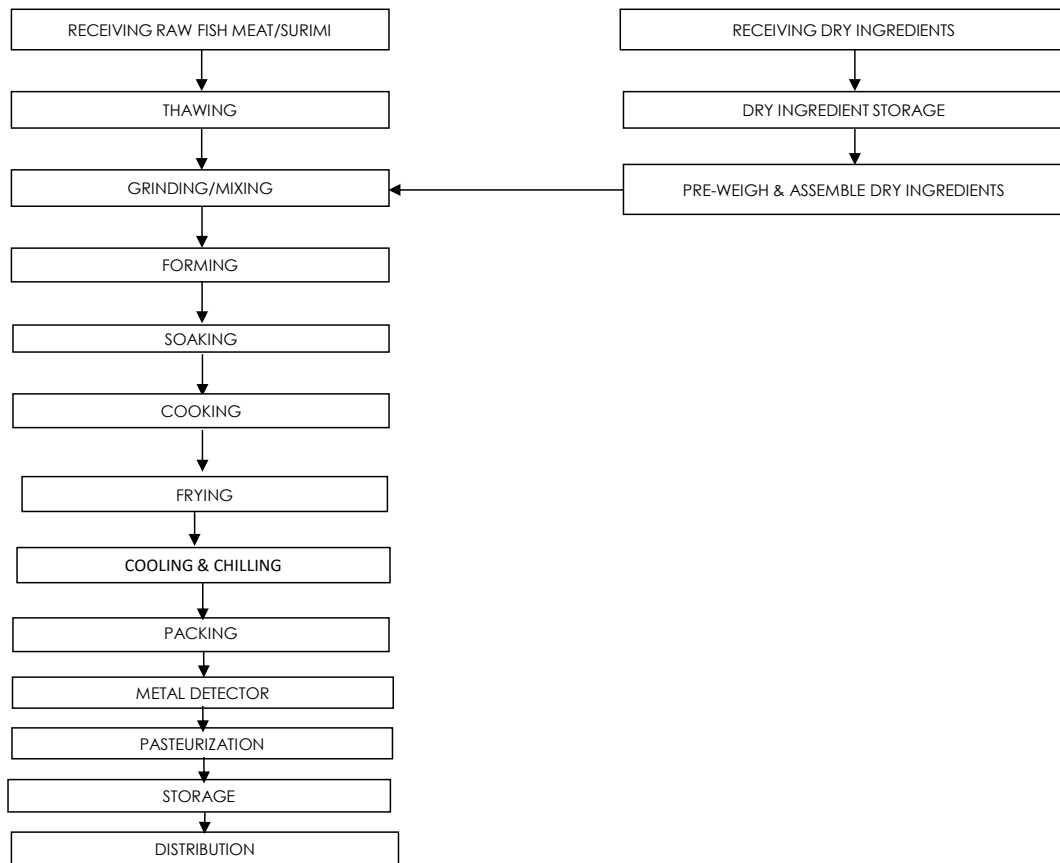 RECEIVING RAW FISH MEAT/SURIMI
THAWING
GRINDING/MIXING
FORMING
SOAKING
COOKING
FRYING
COOLING & CHILLING
PACKING
METAL DETECTOR
PASTEURIZATION
STORAGE
DISTRIBUTION
RECEIVING DRY INGREDIENTS
DRY INGREDIENT STORAGE
PRE-WEIGH & ASSEMBLE DRY INGREDIENTS